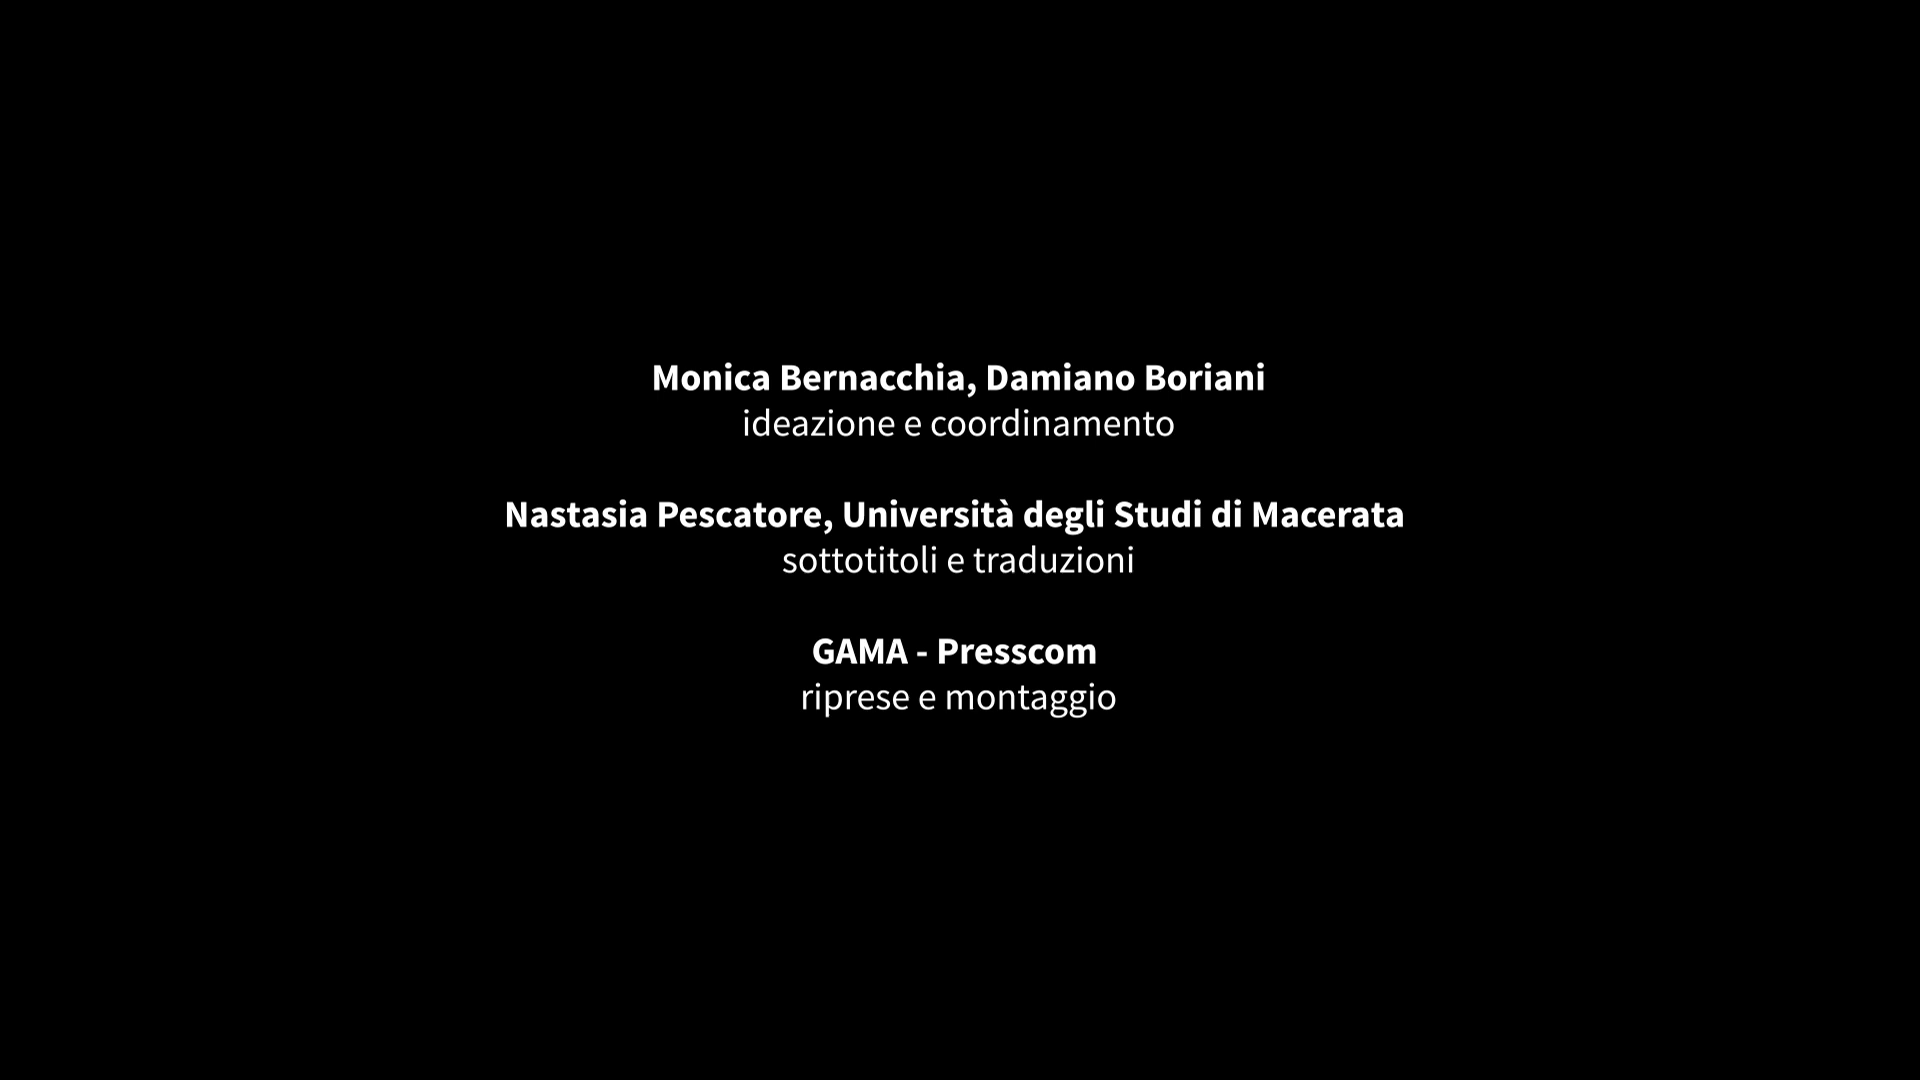 Monica Bernacchia, Damiano Boriani
ideazione e coordinamento
Nastasia Pescatore, Università degli Studi di Macerata
sottotitoli e traduzioni
GAMA - Presscom
riprese e montaggio